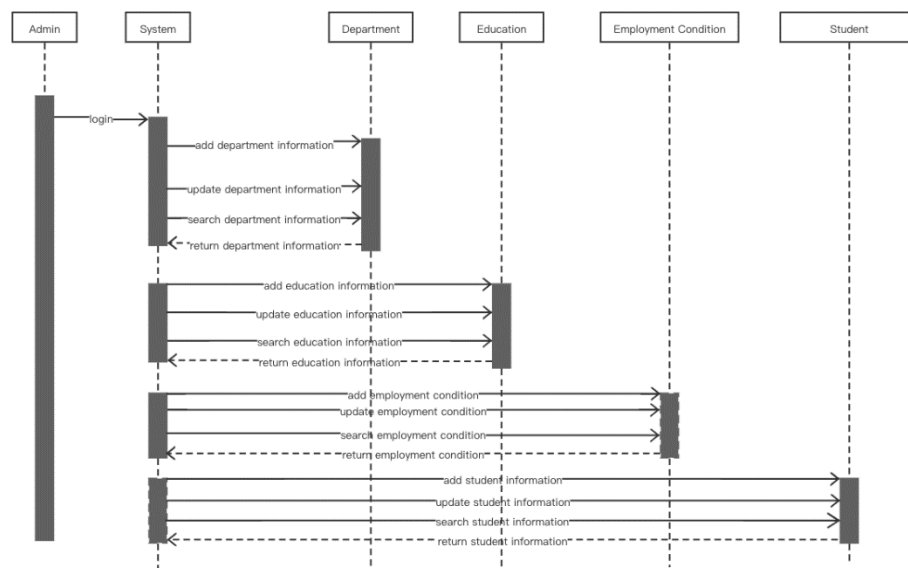 Admin
System
Department
Education
Employment Condition
Student
login
add department information
update department information
search department information
return department information
add education information
update education information
search education information
return education information
add employment condition
update employment condition
search employment condition
return employment condition
add student information
update student information
search student information
return student information